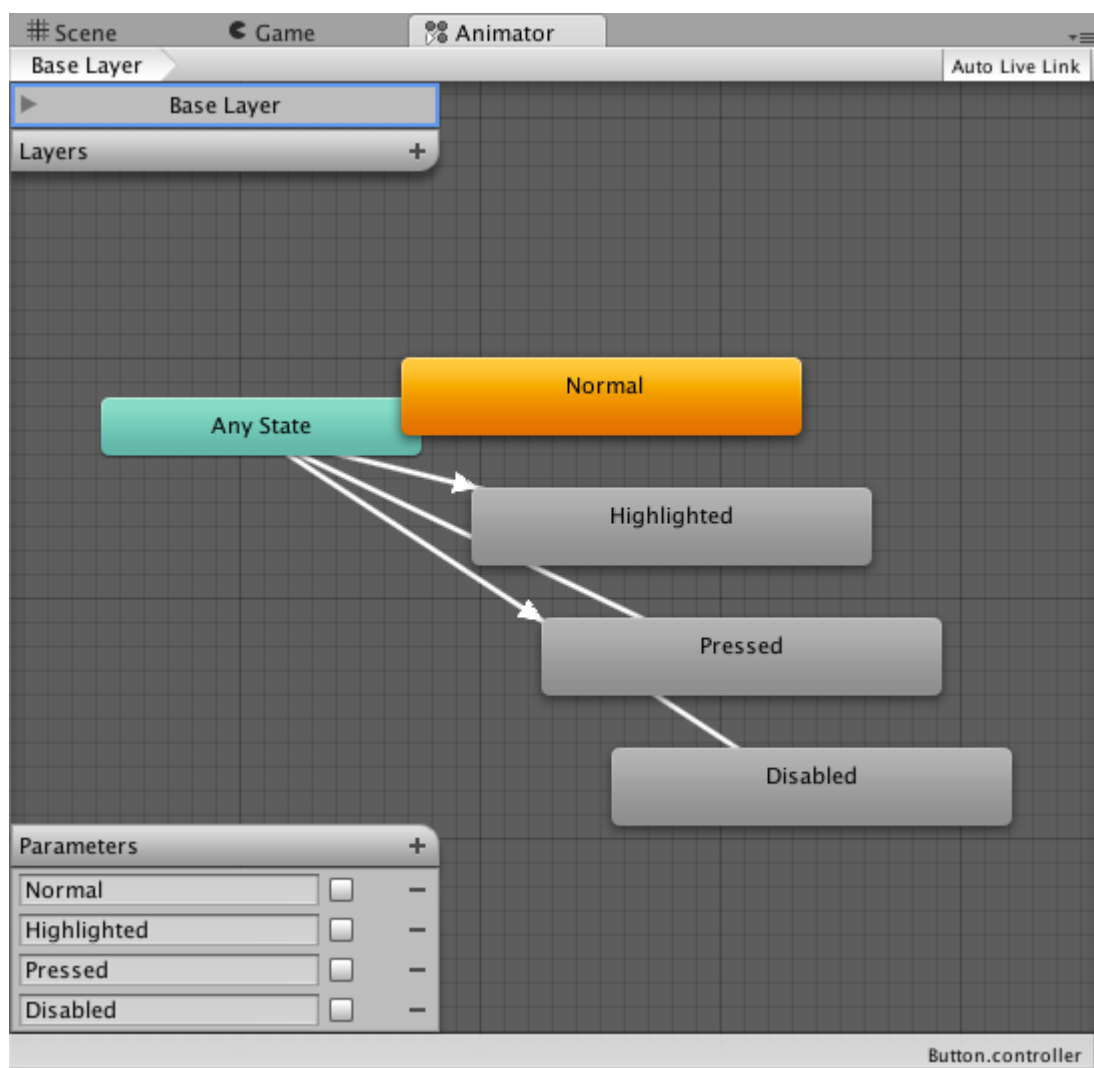 Scene Game Animator
Base Layer Auto Live Link
Base Layer
Layers
Normal
Any State
Highlighted
Pressed
Disabled
Parameters
Normal
Highlighted
Pressed
Disabled
Button.controller